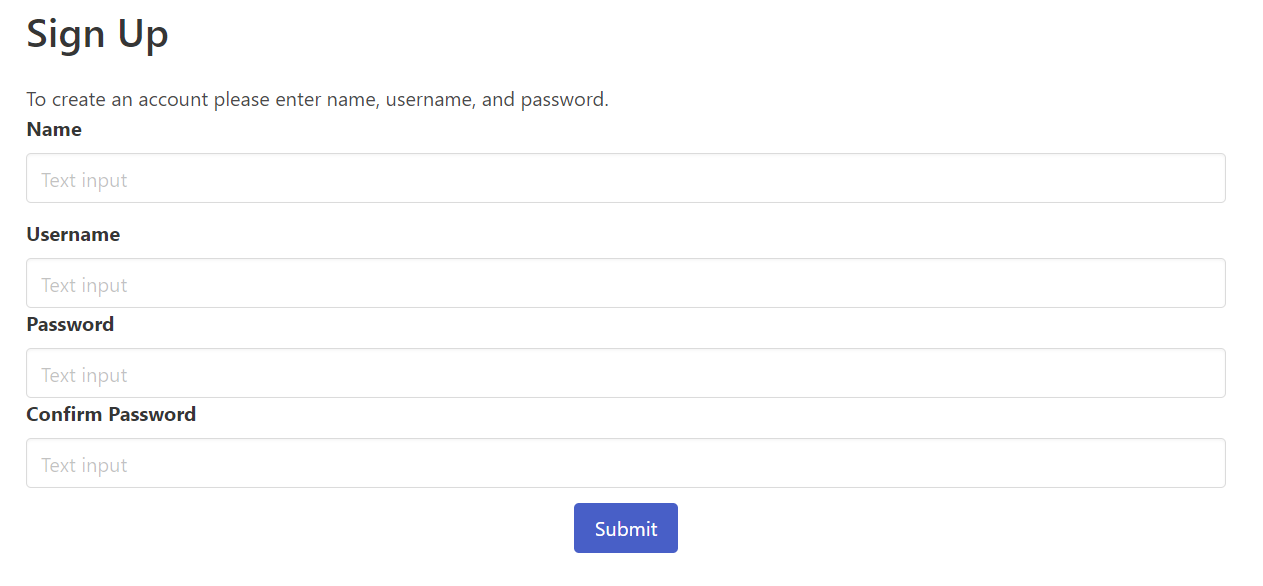 Sign Up
To create an account please enter name, username, and password.
Name
Text input
Username
Text input
Password
Text input
Confirm Password
Text input
Submit